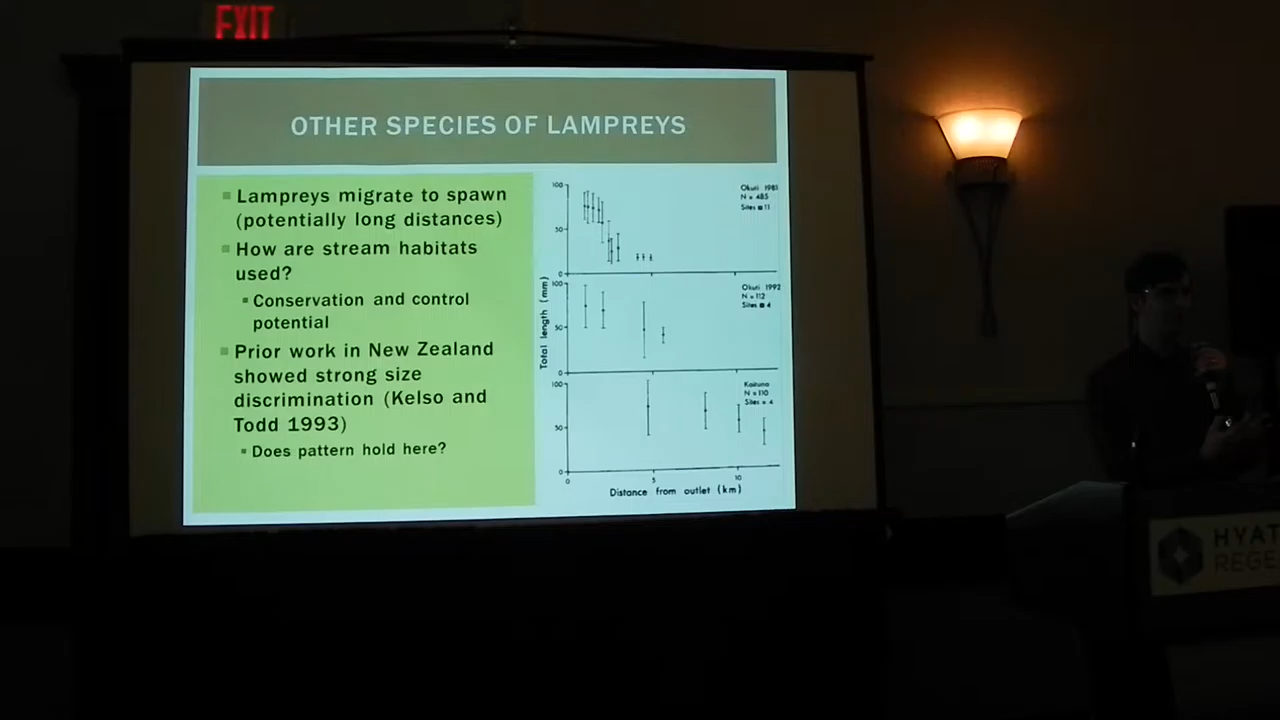 EXIT
OTHER SPECIES OF LAMPREYS
Lampreys migrate to spawn
(potentially long distances)
How are stream habitats
used?
Conservation and control
potential
Prior work in New Zealand
showed strong size
discrimination (Kelso and
Todd 1993)
Does pattern hold here?
Total length (mm)
100
50
0
Okuti 1981
N = 485
Sites = 11
100
50
0
Okuti 1992
N = 112
Sites = 4
100
50
0
Kaituna
N = 110
Sites = 4
0
5
10
Distance from outlet (km)
HYAT
REGE